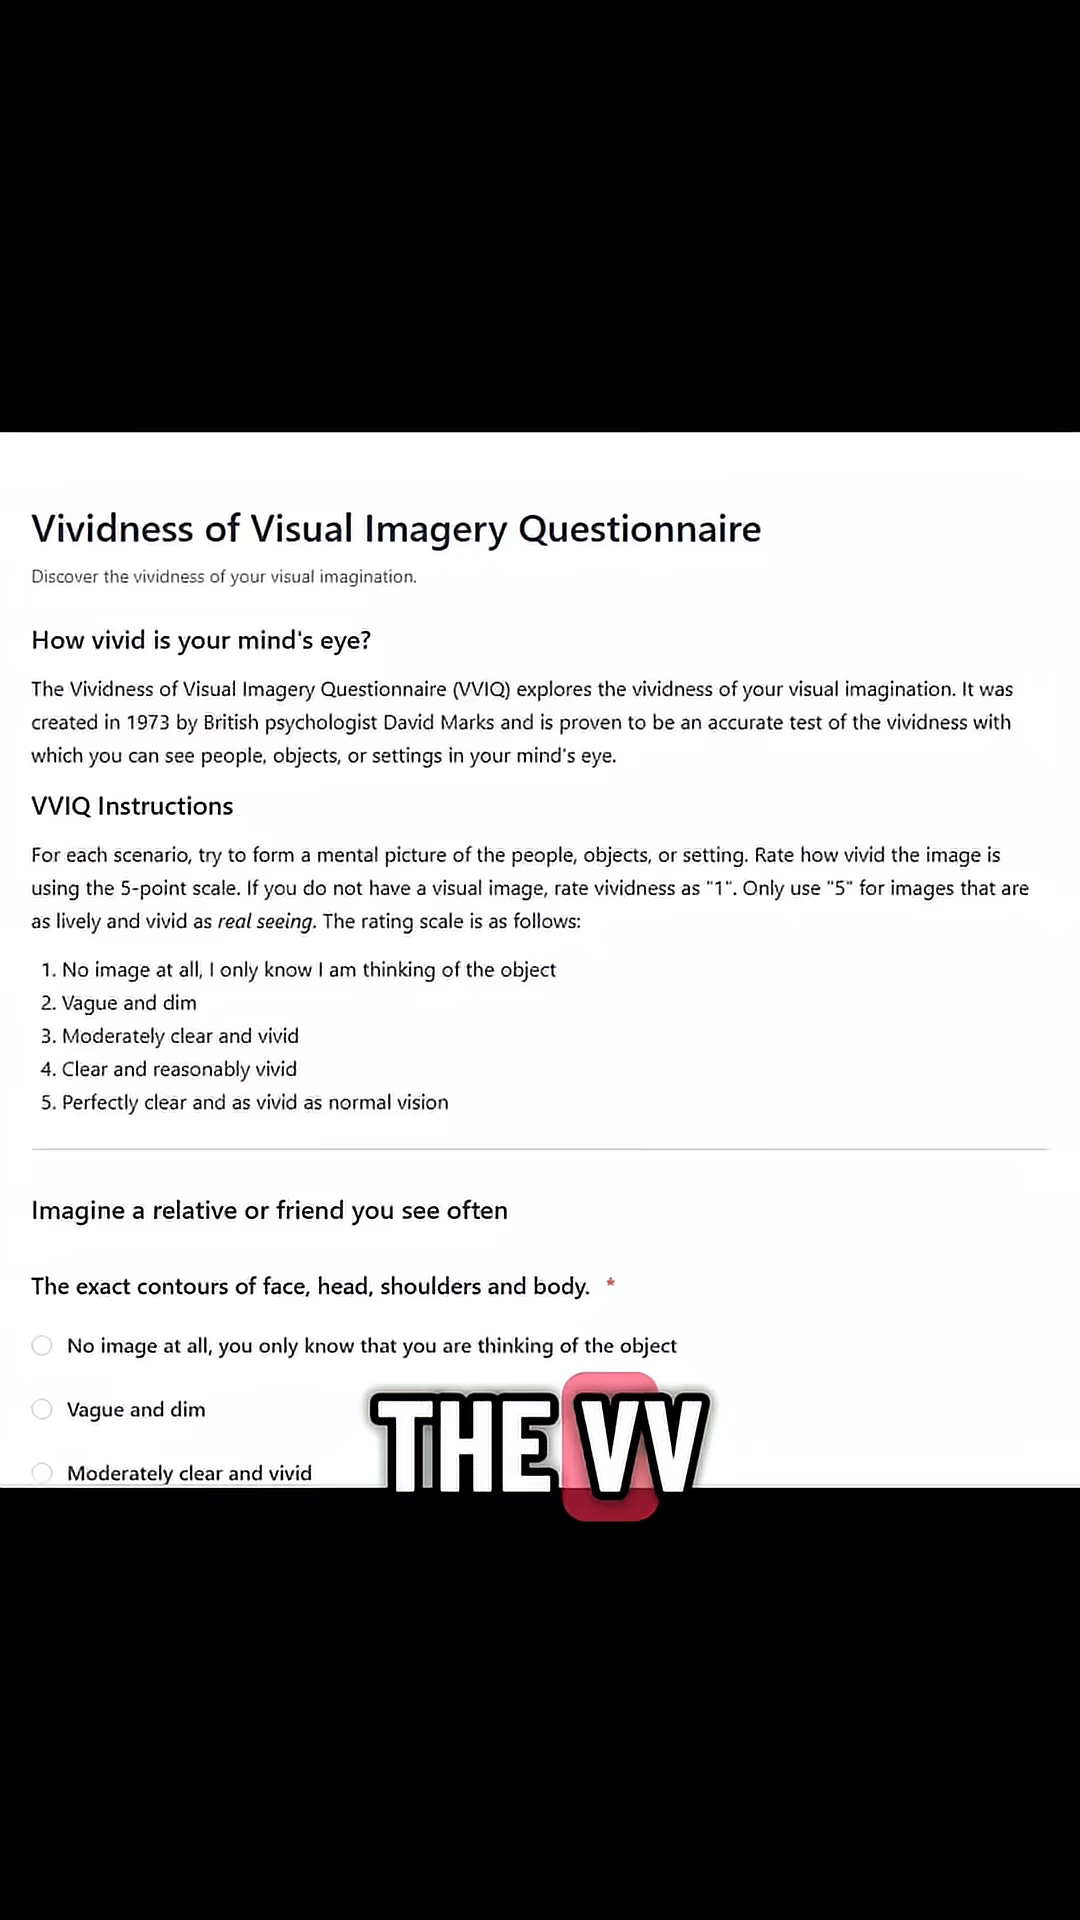 Vividness of Visual Imagery Questionnaire
Discover the vividness of your visual imagination.
How vivid is your mind's eye?
The Vividness of Visual Imagery Questionnaire (VVIQ) explores the vividness of your visual imagination. It was
created in 1973 by British psychologist David Marks and is proven to be an accurate test of the vividness with
which you can see people, objects, or settings in your mind's eye.
VVIQ Instructions
For each scenario, try to form a mental picture of the people, objects, or setting. Rate how vivid the image is
using the 5-point scale. If you do not have a visual image, rate vividness as "1". Only use "5" for images that are
as lively and vivid as real seeing. The rating scale is as follows:
1. No image at all, I only know I am thinking of the object
2. Vague and dim
3. Moderately clear and vivid
4. Clear and reasonably vivid
5. Perfectly clear and as vivid as normal vision
Imagine a relative or friend you see often
The exact contours of face, head, shoulders and body. *
No image at all, you only know that you are thinking of the object
Vague and dim
Moderately clear and vivid
THE VV